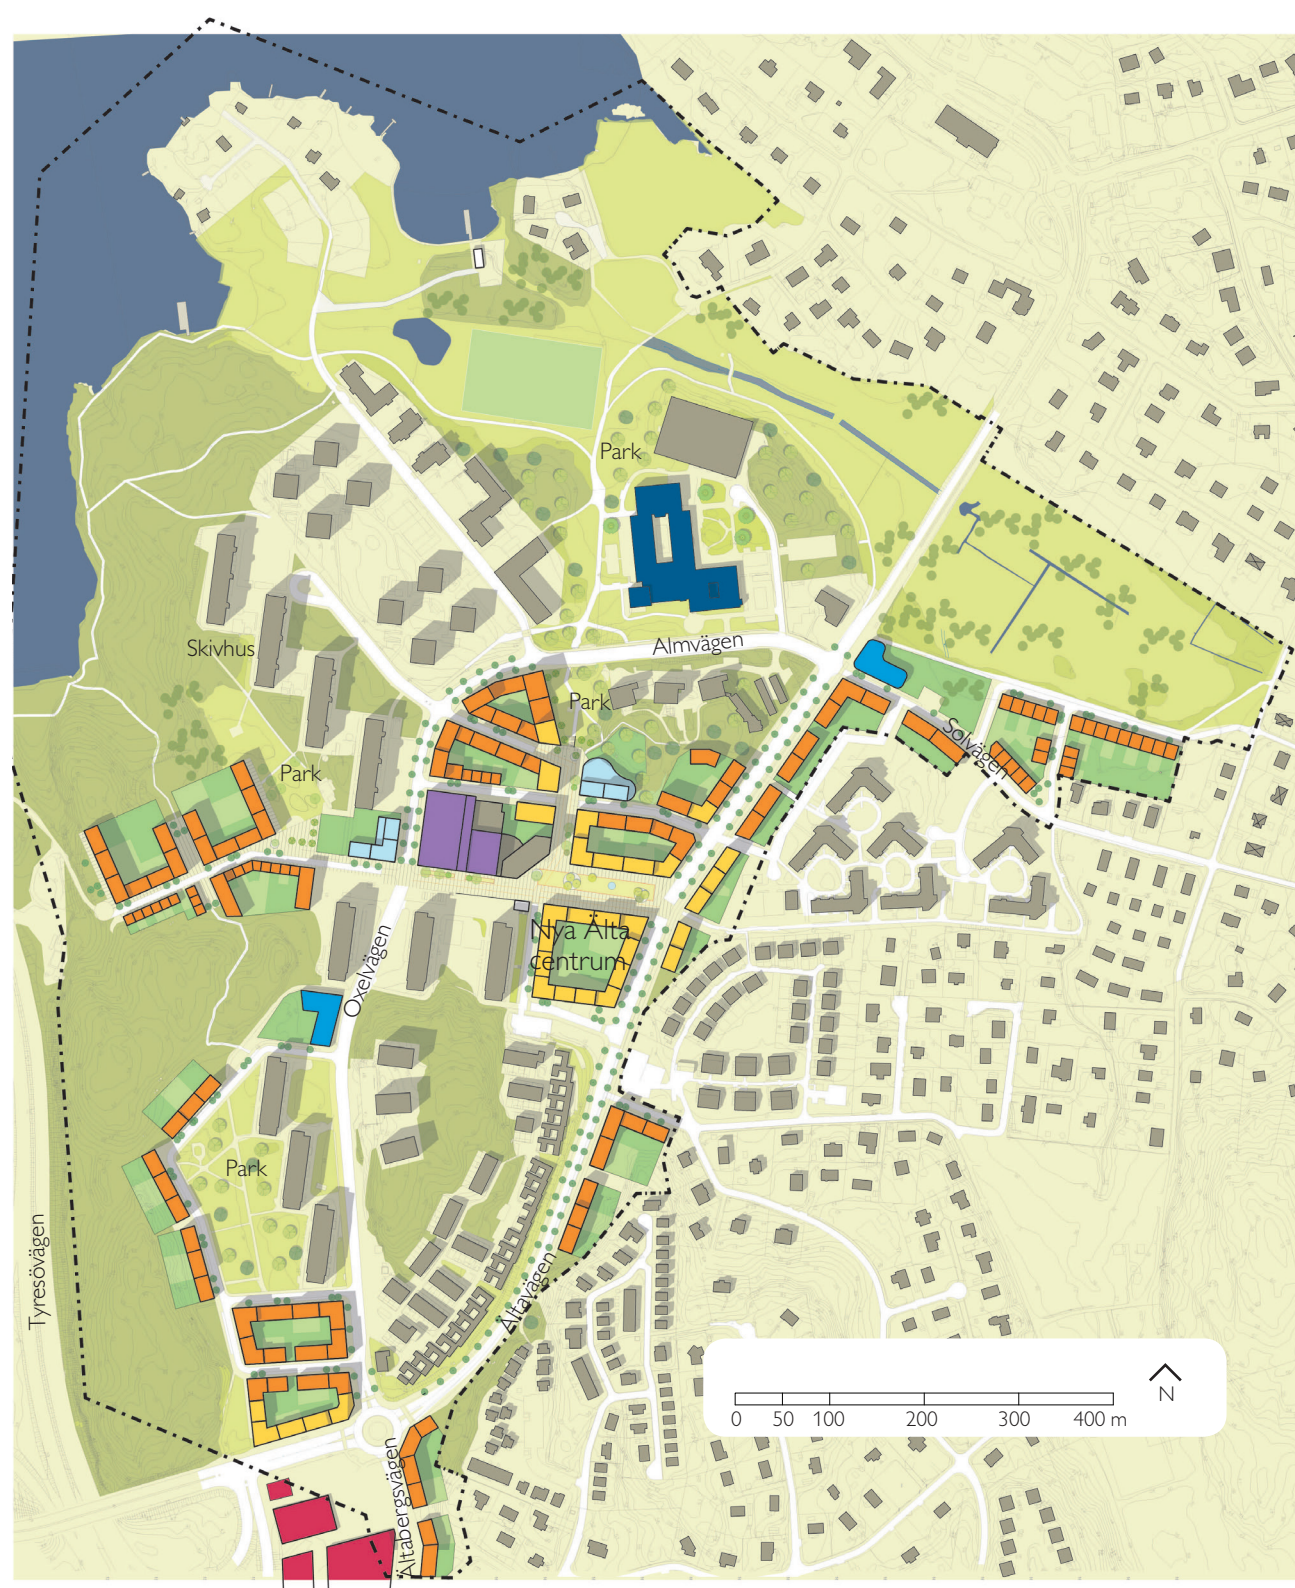 Park
Almvägen
Skivhus
Park
Solvägen
Park
Nya Älta
centrum
Oxelvägen
Park
Tyresövägen
Ältavägen
N
0 50 100 200 300 400 m
Ältabergsvägen